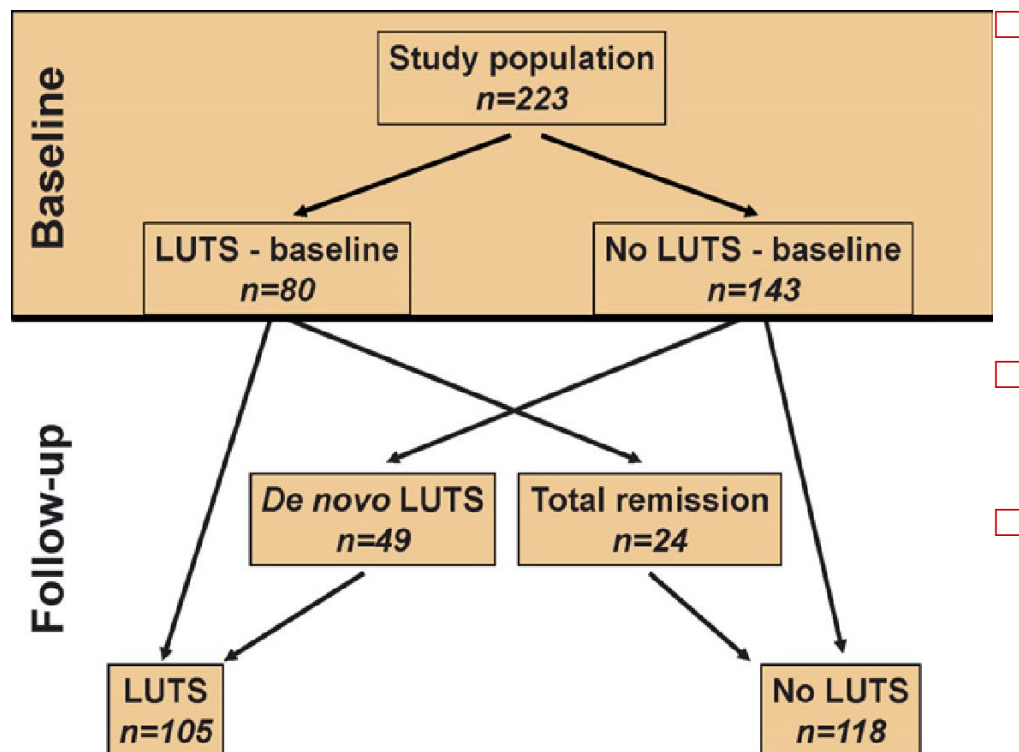 Baseline
Study population
n=223
LUTS - baseline
n=80
No LUTS - baseline
n=143
Follow-up
De novo LUTS
n=49
Total remission
n=24
LUTS
n=105
No LUTS
n=118